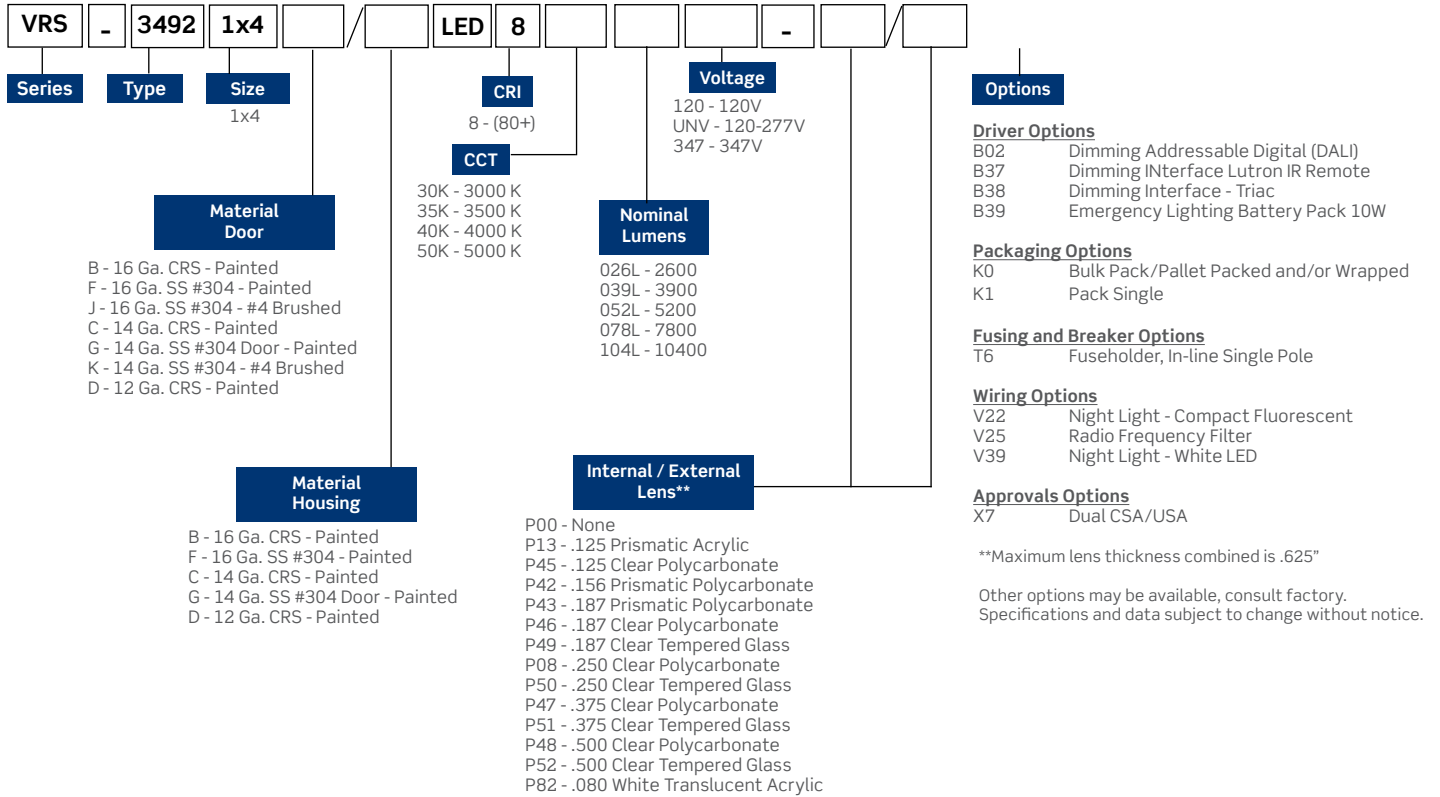 VRS - 3492 1x4 / LED 8 - /
Series Type Size
1x4
CRI
8 - (80+)
CCT
30K - 3000 K
35K - 3500 K
40K - 4000 K
50K - 5000 K
Voltage
120 - 120V
UNV - 120-277V
347 - 347V
Material
Door
B - 16 Ga. CRS - Painted
F - 16 Ga. SS #304 - Painted
J - 16 Ga. SS #304 - #4 Brushed
C - 14 Ga. CRS - Painted
G - 14 Ga. SS #304 Door - Painted
K - 14 Ga. SS #304 - #4 Brushed
D - 12 Ga. CRS - Painted
Nominal
Lumens
026L - 2600
039L - 3900
052L - 5200
078L - 7800
104L - 10400
Material
Housing
B - 16 Ga. CRS - Painted
F - 16 Ga. SS #304 - Painted
C - 14 Ga. CRS - Painted
G - 14 Ga. SS #304 Door - Painted
D - 12 Ga. CRS - Painted
Internal / External
Lens**
P00 - None
P13 - .125 Prismatic Acrylic
P45 - .125 Clear Polycarbonate
P42 - .156 Prismatic Polycarbonate
P43 - .187 Prismatic Polycarbonate
P46 - .187 Clear Polycarbonate
P49 - .187 Clear Tempered Glass
P08 - .250 Clear Polycarbonate
P50 - .250 Clear Tempered Glass
P47 - .375 Clear Polycarbonate
P51 - .375 Clear Tempered Glass
P48 - .500 Clear Polycarbonate
P52 - .500 Clear Tempered Glass
P82 - .080 White Translucent Acrylic
Options
Driver Options
B02 Dimming Addressable Digital (DALI)
B37 Dimming INterface Lutron IR Remote
B38 Dimming Interface - Triac
B39 Emergency Lighting Battery Pack 10W
Packaging Options
K0 Bulk Pack/Pallet Packed and/or Wrapped
K1 Pack Single
Fusing and Breaker Options
T6 Fuseholder, In-line Single Pole
Wiring Options
V22 Night Light - Compact Fluorescent
V25 Radio Frequency Filter
V39 Night Light - White LED
Approvals Options
X7 Dual CSA/USA
**Maximum lens thickness combined is .625”
Other options may be available, consult factory.
Specifications and data subject to change without notice.